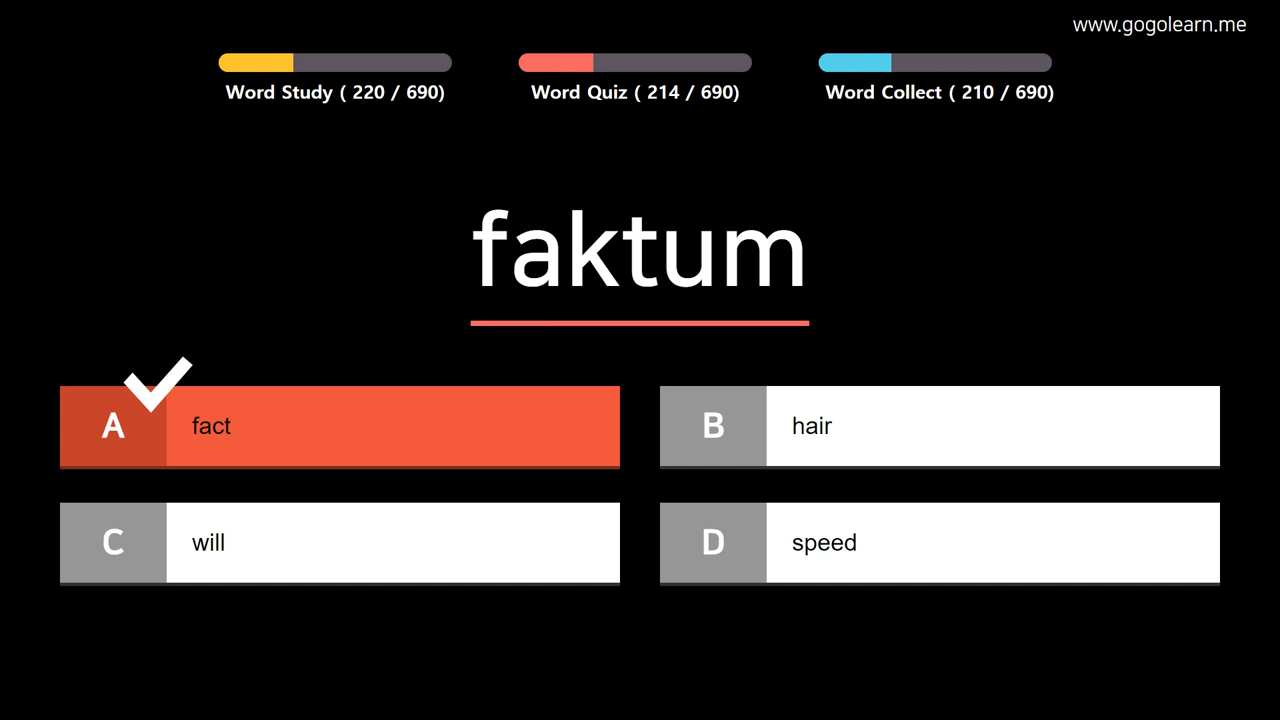 www.gogolearn.me
Word Study ( 220 / 690)
Word Quiz ( 214 / 690)
Word Collect ( 210 / 690)
faktum
A fact
B hair
C will
D speed